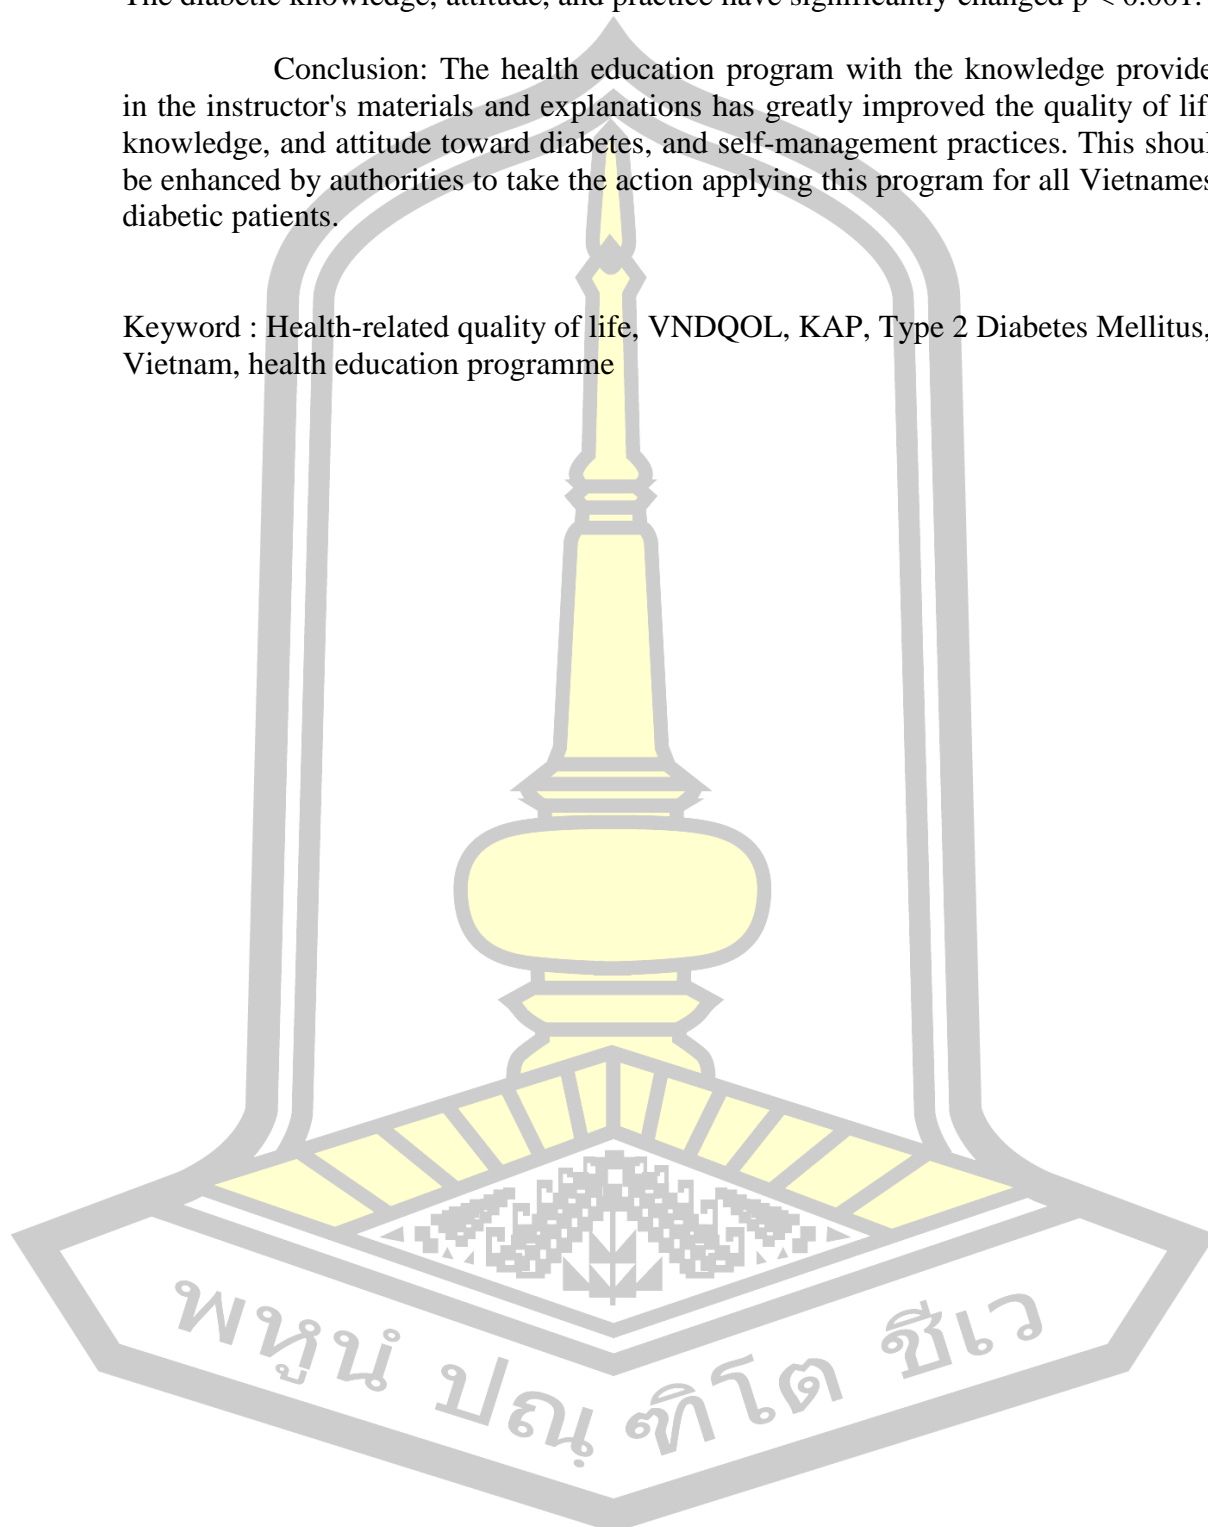 The diabetic knowledge, attitude, and practice have significantly changed p < 0.001.
Conclusion: The health education program with the knowledge provide
in the instructor's materials and explanations has greatly improved the quality of lif
knowledge, and attitude toward diabetes, and self-management practices. This shoul
be enhanced by authorities to take the action applying this program for all Vietnames
diabetic patients.
Keyword : Health-related quality of life, VNDQOL, KAP, Type 2 Diabetes Mellitus,
Vietnam, health education programme
พหูนํ ปณฺ ฑิโต ชีเว